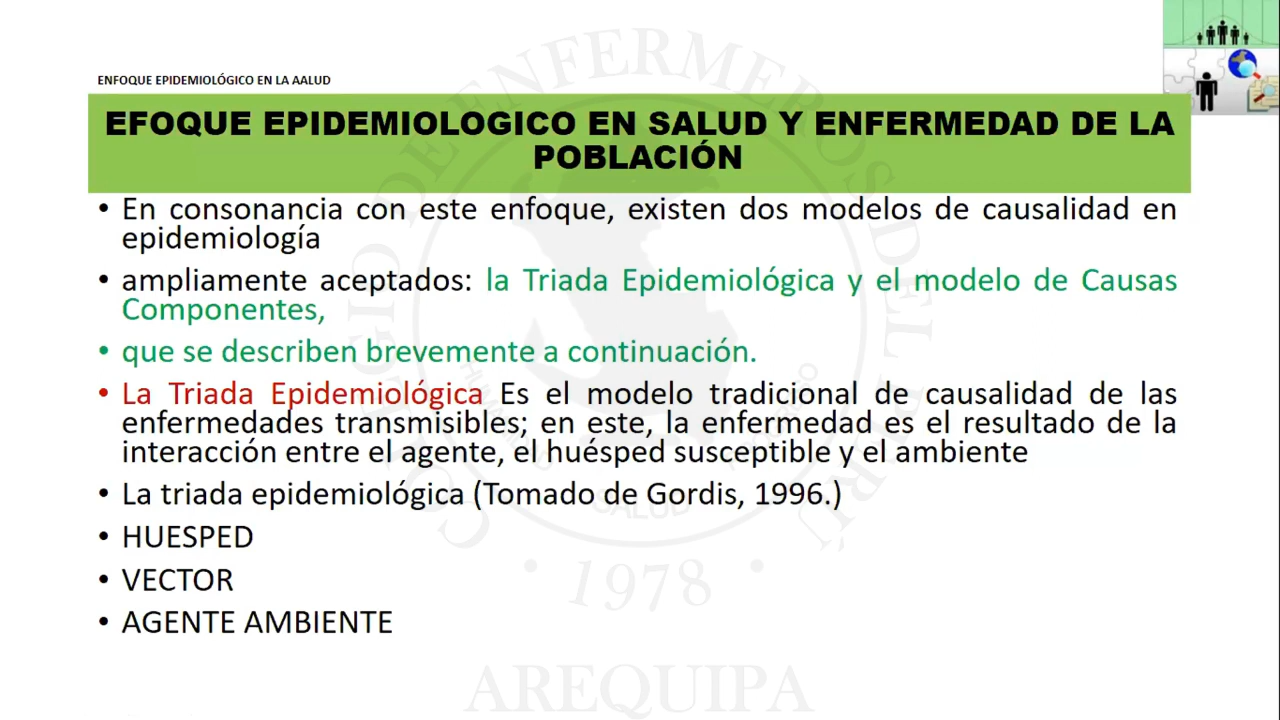 ENFOQUE EPIDEMIOLÓGICO EN LA AALUD
EFOQUE EPIDEMIOLOGICO EN SALUD Y ENFERMEDAD DE LA
POBLACIÓN
• En consonancia con este enfoque, existen dos modelos de causalidad en
epidemiología
• ampliamente aceptados: la Triada Epidemiológica y el modelo de Causas
Componentes,
• que se describen brevemente a continuación.
• La Triada Epidemiológica Es el modelo tradicional de causalidad de las
enfermedades transmisibles; en este, la enfermedad es el resultado de la
interacción entre el agente, el huésped susceptible y el ambiente
• La triada epidemiológica (Tomado de Gordis, 1996.)
• HUESPED
• VECTOR
• AGENTE AMBIENTE
COLEGIO DE ENFERMEROS DEL PERÚ
SALUD
• 1978 •
AREQUIPA